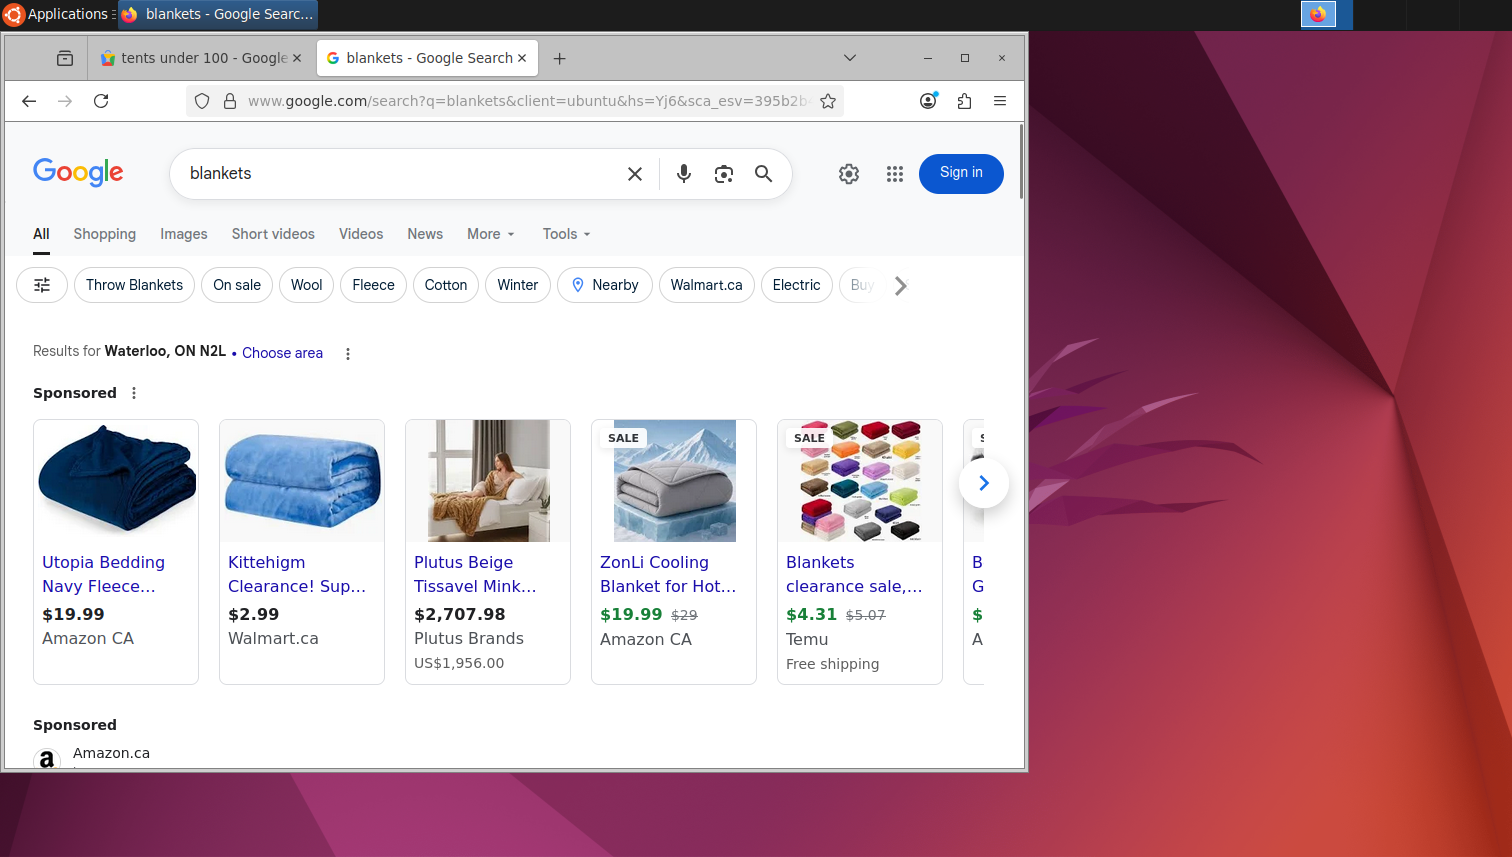 Applications
blankets - Google Searc...
tents under 100 - Google
blankets - Google Search
www.google.com/search?q=blankets&client=ubuntu&hs=Yj6&sca_esv=395b2b
Google
blankets
Sign in
All
Shopping
Images
Short videos
Videos
News
More
Tools
Throw Blankets
On sale
Wool
Fleece
Cotton
Winter
Nearby
Walmart.ca
Electric
Buy
Results for Waterloo, ON N2L • Choose area
Sponsored
SALE
SALE
S
Utopia Bedding
Navy Fleece...
$19.99
Amazon CA
Kittehigm
Clearance! Sup...
$2.99
Walmart.ca
Plutus Beige
Tissavel Mink...
$2,707.98
Plutus Brands
US$1,956.00
ZonLi Cooling
Blanket for Hot...
$19.99 $29
Amazon CA
Blankets
clearance sale,...
$4.31 $5.07
Temu
Free shipping
B
G
$
A
Sponsored
a
Amazon.ca